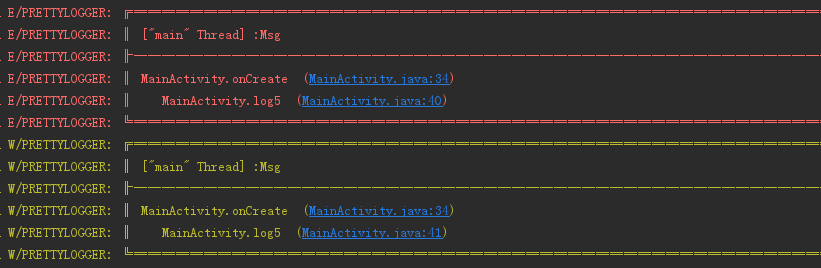 E/PRETTYLOGGER: ╔════════════════════════════════════════
E/PRETTYLOGGER: ║ ["main" Thread] :Msg
E/PRETTYLOGGER: ╟────────────────────────────────────────
E/PRETTYLOGGER: ║ MainActivity.onCreate  (MainActivity.java:34)
E/PRETTYLOGGER: ║    MainActivity.log5  (MainActivity.java:40)
E/PRETTYLOGGER: ╚════════════════════════════════════════
W/PRETTYLOGGER: ╔════════════════════════════════════════
W/PRETTYLOGGER: ║ ["main" Thread] :Msg
W/PRETTYLOGGER: ╟────────────────────────────────────────
W/PRETTYLOGGER: ║ MainActivity.onCreate  (MainActivity.java:34)
W/PRETTYLOGGER: ║    MainActivity.log5  (MainActivity.java:41)
W/PRETTYLOGGER: ╚════════════════════════════════════════